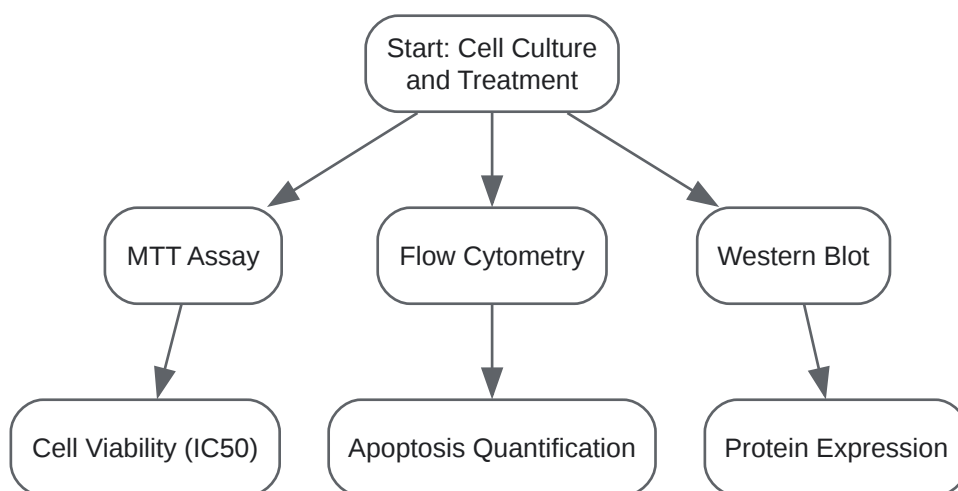 Start: Cell Culture
and Treatment
MTT Assay
Flow Cytometry
Western Blot
Cell Viability (IC50)
Apoptosis Quantification
Protein Expression